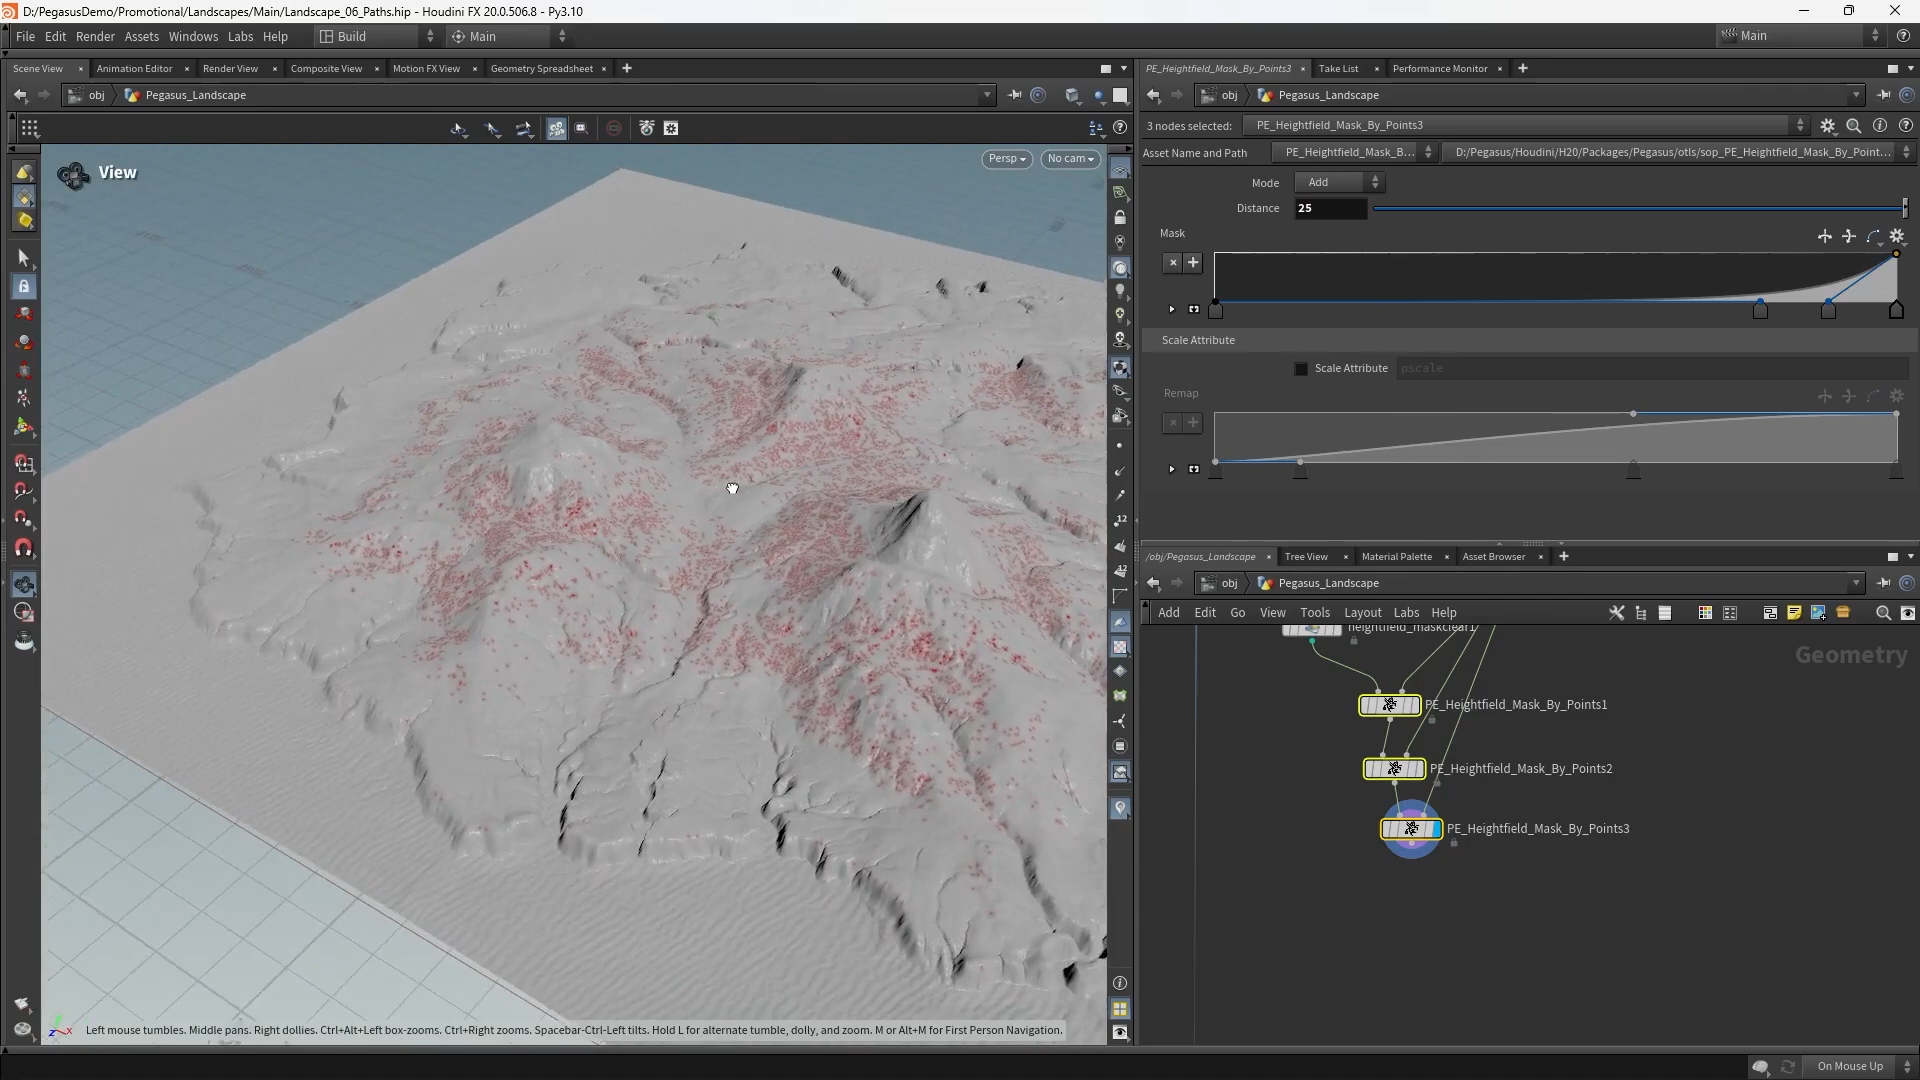 D:/PegasusDemo/Promotional/Landscapes/Main/Landscape_06_Paths.hip - Houdini FX 20.0.506.8 - Py3.10
File Edit Render Assets Windows Labs Help Build Main Main
Scene View Animation Editor Render View Composite View Motion FX View Geometry Spreadsheet
obj Pegasus_Landscape
View
Persp No cam
12
12
Left mouse tumbles. Middle pans. Right dollies. Ctrl+Alt+Left box-zooms. Ctrl+Right zooms. Spacebar-Ctrl-Left tilts. Hold L for alternate tumble, dolly, and zoom. M or Alt+M for First Person Navigation.
z x
PE_Heightfield_Mask_By_Points3 Take List Performance Monitor
obj Pegasus_Landscape
3 nodes selected: PE_Heightfield_Mask_By_Points3
Asset Name and Path PE_Heightfield_Mask_B... D:/Pegasus/Houdini/H20/Packages/Pegasus/otls/sop_PE_Heightfield_Mask_By_Point...
Mode Add
Distance 25
Mask
Scale Attribute
Scale Attribute pscale
Remap
/obj/Pegasus_Landscape Tree View Material Palette Asset Browser
obj Pegasus_Landscape
Add Edit Go View Tools Layout Labs Help
heightfield_maskclear1
Geometry
PE_Heightfield_Mask_By_Points1
PE_Heightfield_Mask_By_Points2
PE_Heightfield_Mask_By_Points3
On Mouse Up